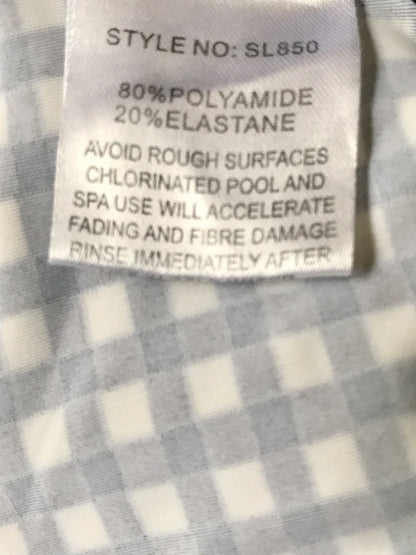 STYLE NO: SL850
80%POLYAMIDE
20%ELASTANE
AVOID ROUGH SURFACES
CHLORINATED POOL AND
SPA USE WILL ACCELERATE
FADING AND FIBRE DAMAGE
RINSE IMMEDIATELY AFTER